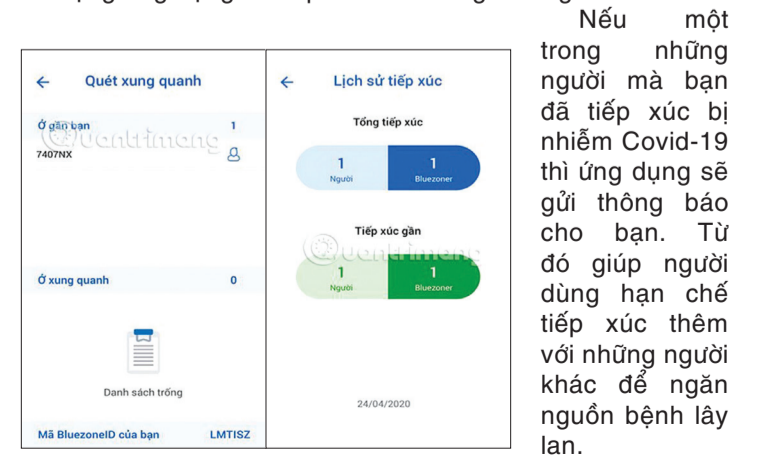 Nếu một
trong những
người mà bạn
đã tiếp xúc bị
nhiễm Covid-19
thì ứng dụng sẽ
gửi thông báo
cho bạn. Từ
đó giúp người
dùng hạn chế
tiếp xúc thêm
với những người
khác để ngăn
nguồn bệnh lây
lan.
Quét xung quanh
Ở gần bạn 1
7407NX
Ở xung quanh 0
Danh sách trống
Mã BluezoneID của bạn LMTISZ
Lịch sử tiếp xúc
Tổng tiếp xúc
1 1
Người Bluezoner
Tiếp xúc gần
1 1
Người Bluezoner
24/04/2020
Quantrimang
Quantrimang